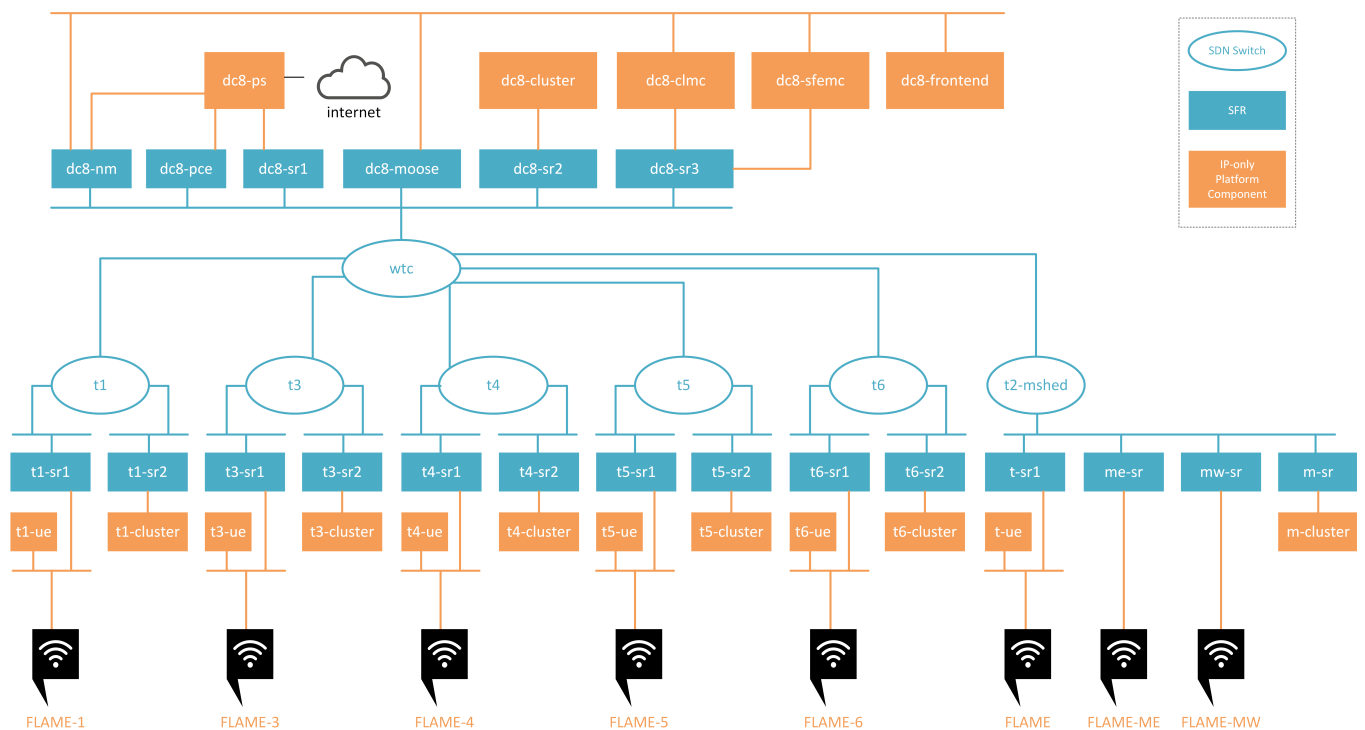 SDN Switch
dc8-ps
internet
dc8-cluster
dc8-clmc
dc8-sfemc
dc8-frontend
SFR
dc8-nm
dc8-pce
dc8-sr1
dc8-moose
dc8-sr2
dc8-sr3
IP-only
Platform
Component
wtc
t1
t3
t4
t5
t6
t2-mshed
t1-sr1
t1-sr2
t3-sr1
t3-sr2
t4-sr1
t4-sr2
t5-sr1
t5-sr2
t6-sr1
t6-sr2
t-sr1
me-sr
mw-sr
m-sr
t1-ue
t1-cluster
t3-ue
t3-cluster
t4-ue
t4-cluster
t5-ue
t5-cluster
t6-ue
t6-cluster
t-ue
m-cluster
FLAME-1
FLAME-3
FLAME-4
FLAME-5
FLAME-6
FLAME
FLAME-ME
FLAME-MW